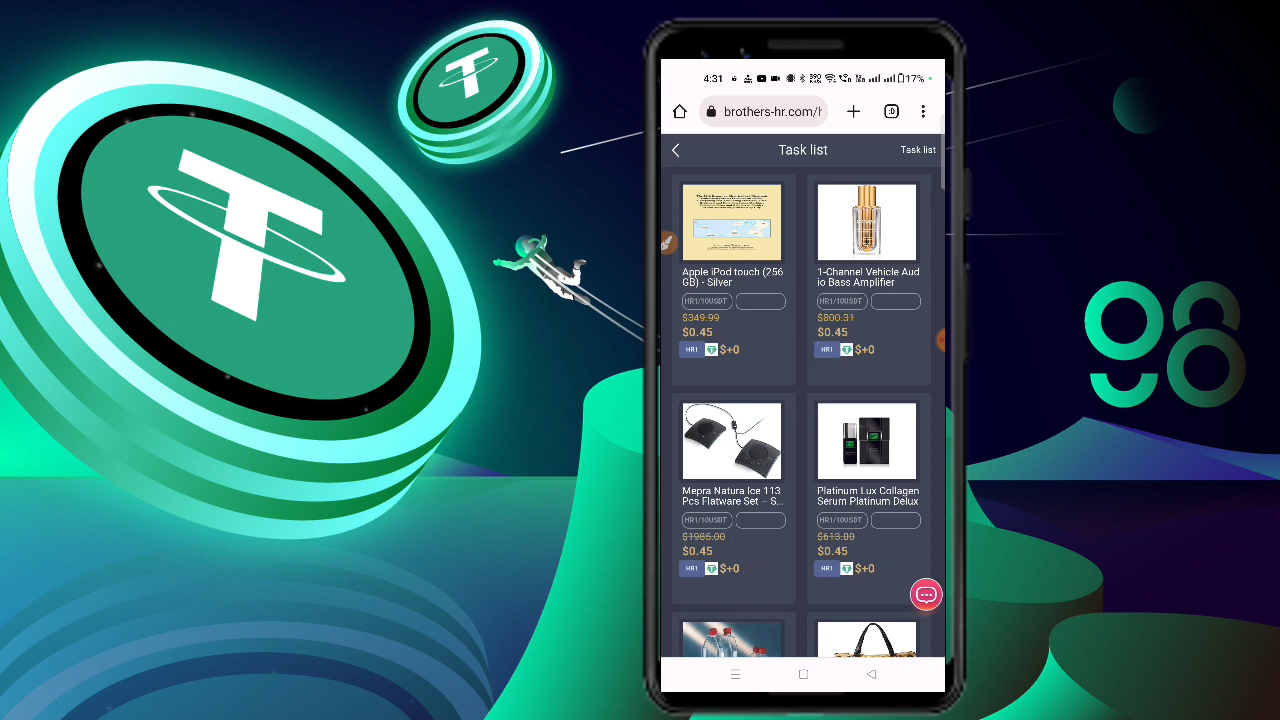 4:31
17%
brothers-hr.com/h
:D
Task list
Task list
Apple iPod touch (256
GB) - Silver
HR1/10USDT
$349.99
$0.45
HR1 $+0
1-Channel Vehicle Aud
io Bass Amplifier
HR1/10USDT
$800.31
$0.45
HR1 $+0
Mepra Natura Ice 113
Pcs Flatware Set – S...
HR1/10USDT
$1985.00
$0.45
HR1 $+0
Platinum Lux Collagen
Serum Platinum Delux
HR1/10USDT
$613.00
$0.45
HR1 $+0